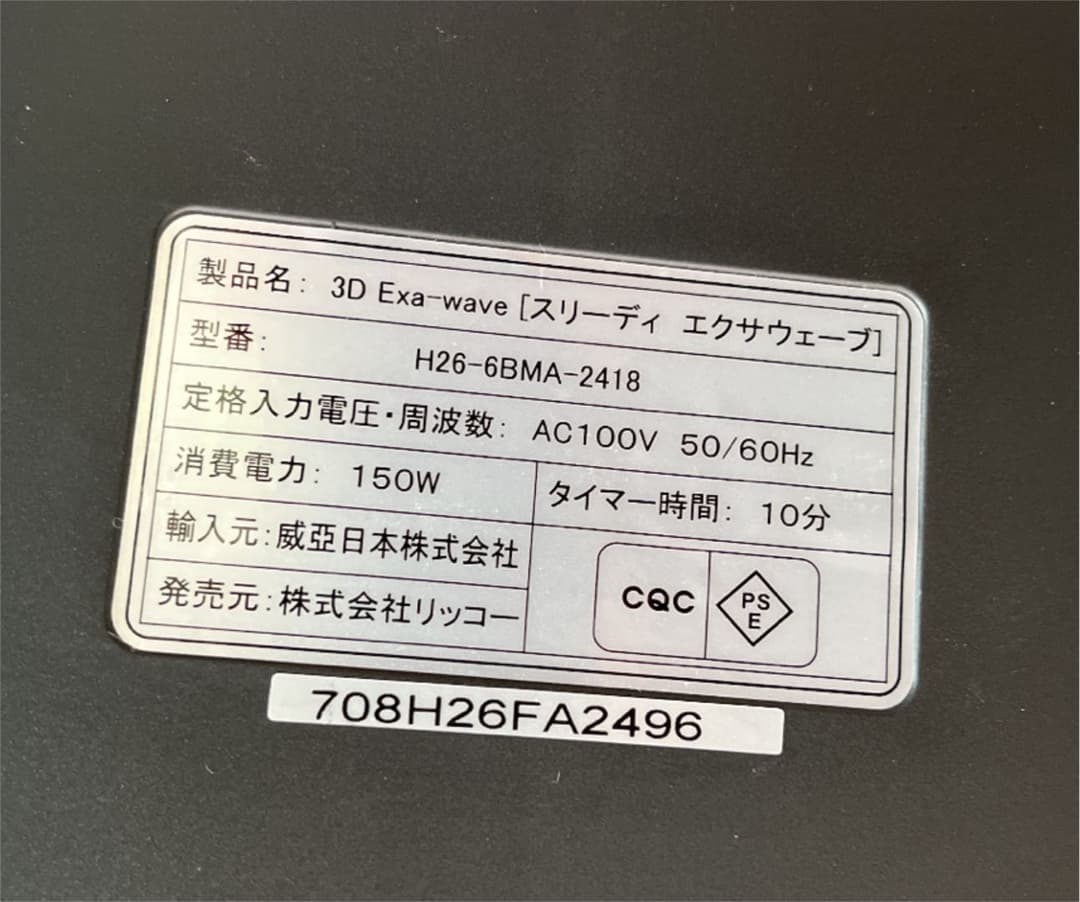 製品名: 3D Exa-wave [スリーディ エクサウェーブ]
型番: H26-6BMA-2418
定格入力電圧・周波数: AC100V 50/60Hz
消費電力: 150W
タイマー時間: 10分
輸入元:威亞日本株式会社
発売元:株式会社リッコー
CQC
PS
E
708H26FA2496